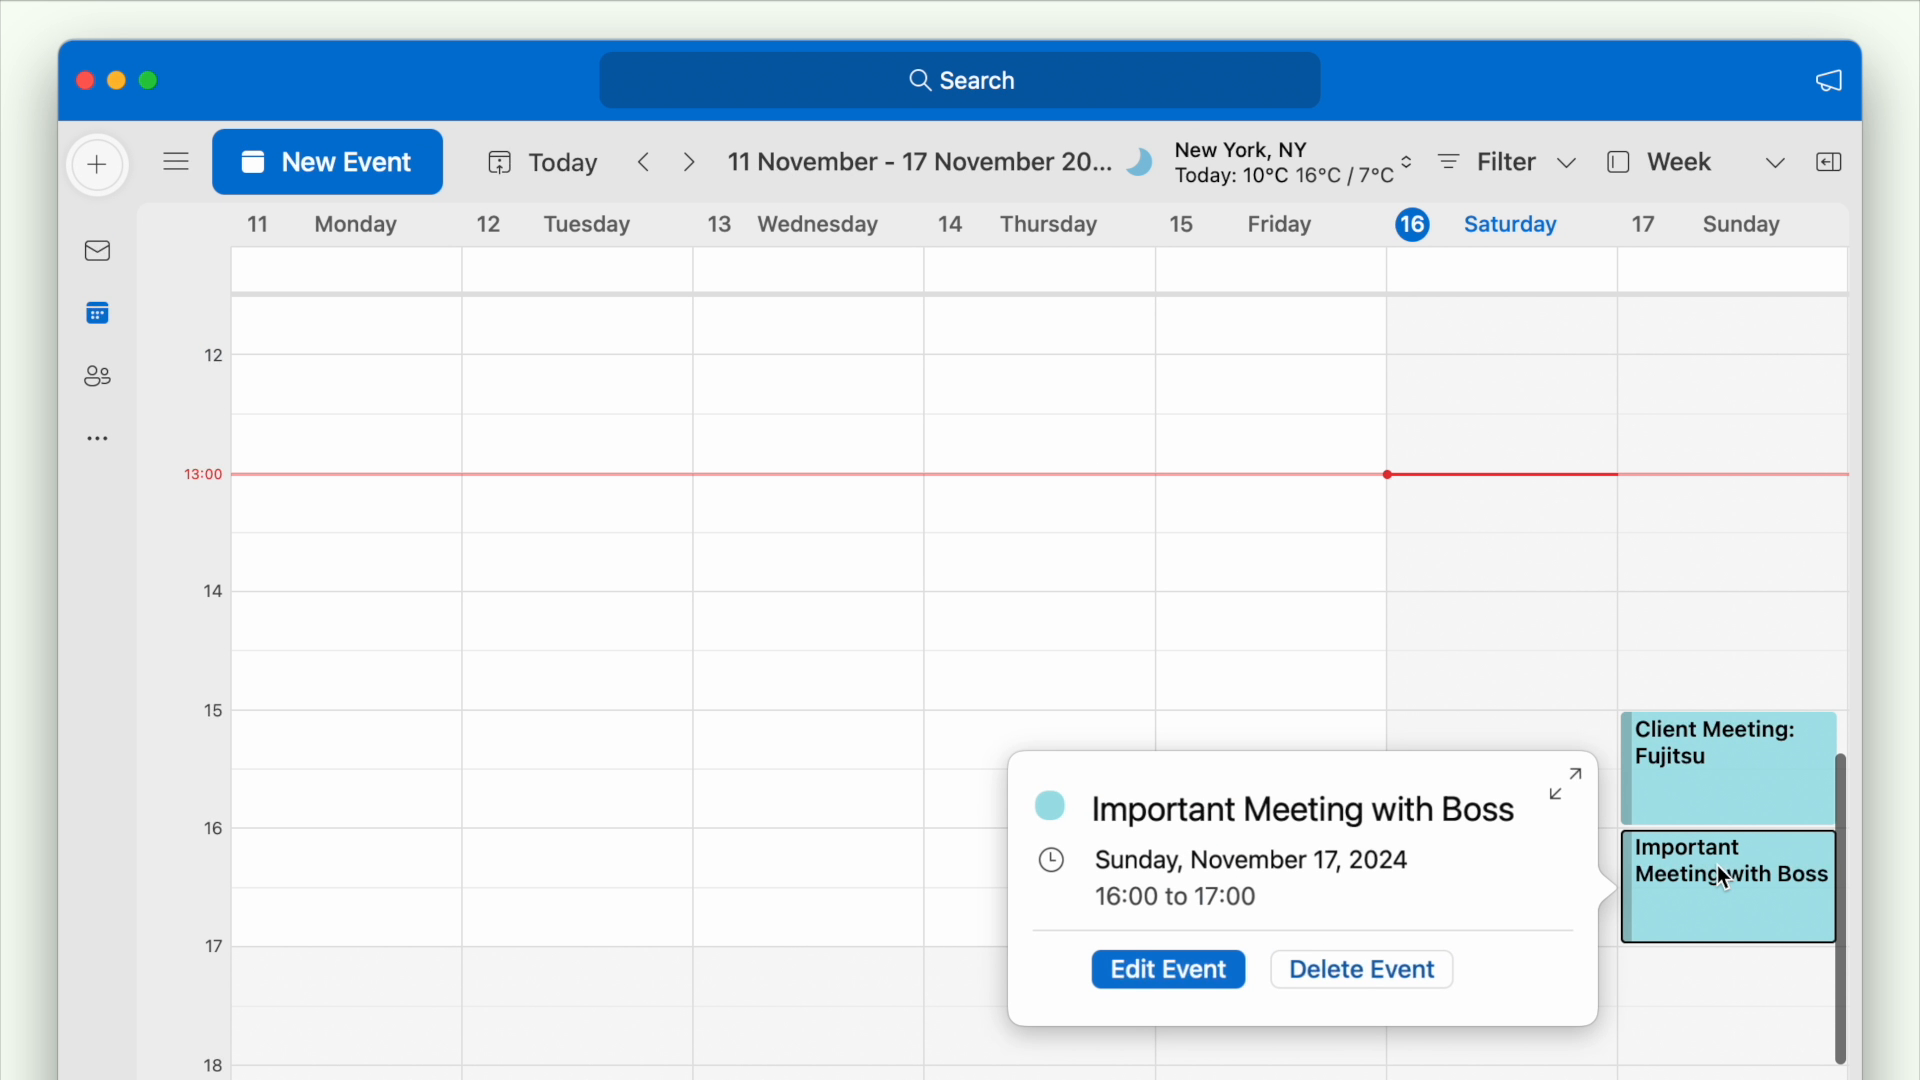 Search
New Event
Today
11 November - 17 November 20...
New York, NY
Today: 10°C 16°C / 7°C
Filter
Week
11 Monday
12 Tuesday
13 Wednesday
14 Thursday
15 Friday
16 Saturday
17 Sunday
12
13:00
14
15
16
17
18
Client Meeting:
Fujitsu
Important
Meeting with Boss
Important Meeting with Boss
Sunday, November 17, 2024
16:00 to 17:00
Edit Event
Delete Event